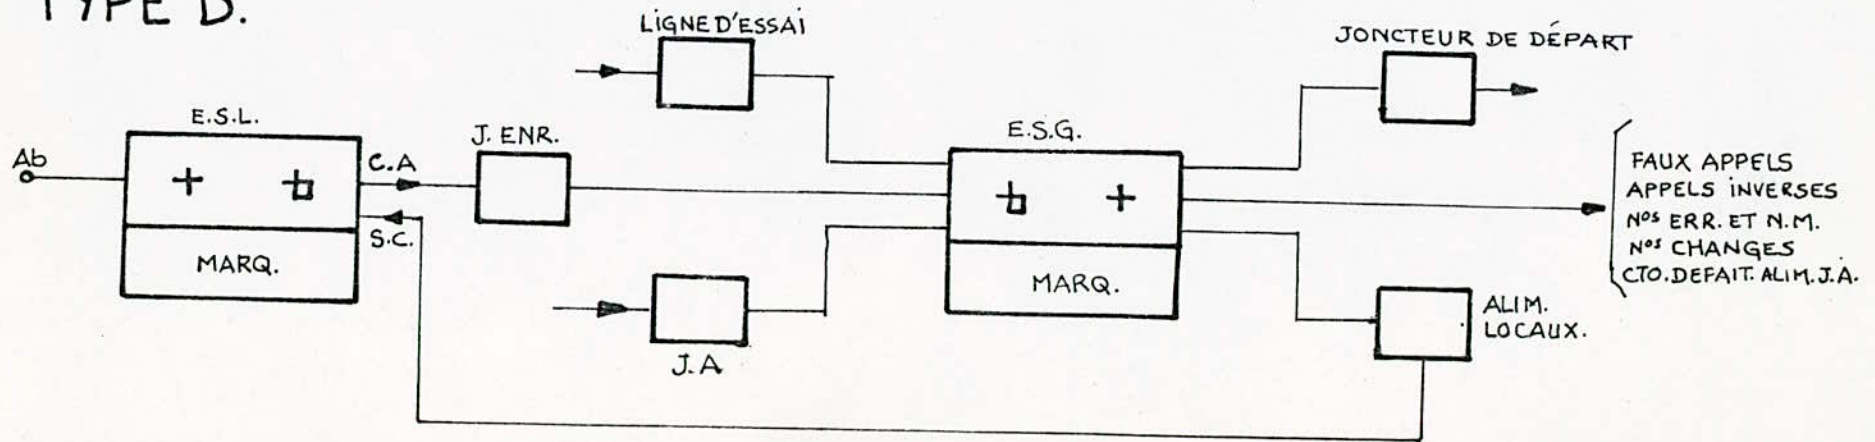 TYPE D.
LIGNE D'ESSAI
JONCTEUR DE DÉPART
E.S.L.
J. ENR.
E.S.G.
Ab
C.A
S.C.
MARQ.
MARQ.
J.A
FAUX APPELS
APPELS INVERSES
Nos ERR. ET N.M.
Nos CHANGES
CTO. DEFAIT. ALIM. J.A.
ALIM.
LOCAUX.